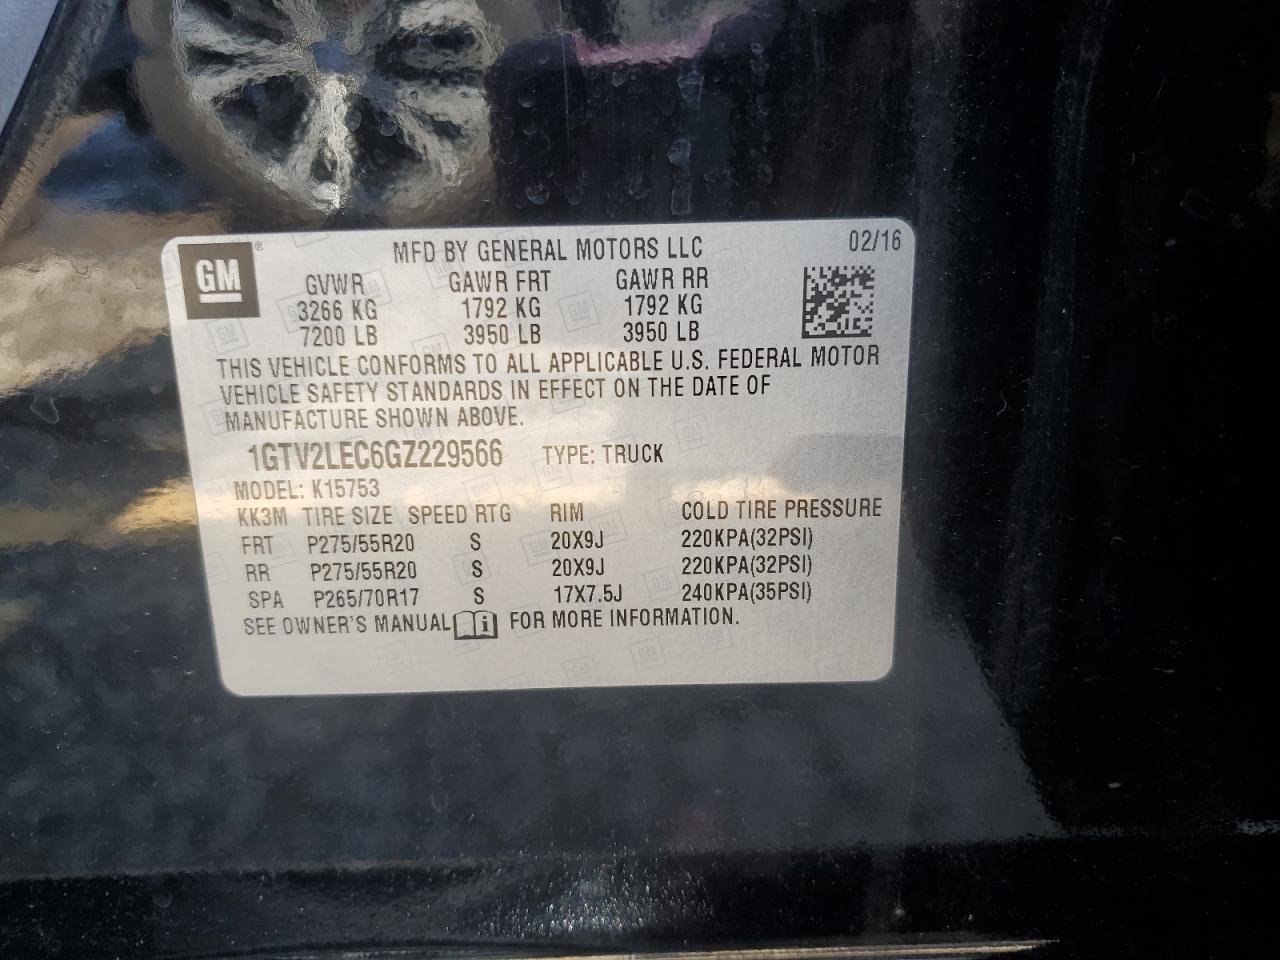 GM ® MFD BY GENERAL MOTORS LLC 02/16
GVWR GAWR FRT GAWR RR
3266 KG 1792 KG 1792 KG
7200 LB 3950 LB 3950 LB
THIS VEHICLE CONFORMS TO ALL APPLICABLE U.S. FEDERAL MOTOR
VEHICLE SAFETY STANDARDS IN EFFECT ON THE DATE OF
MANUFACTURE SHOWN ABOVE.
1GTV2LEC6GZ229566 TYPE: TRUCK
MODEL: K15753
KK3M TIRE SIZE SPEED RTG RIM COLD TIRE PRESSURE
FRT P275/55R20 S 20X9J 220KPA(32PSI)
RR P275/55R20 S 20X9J 220KPA(32PSI)
SPA P265/70R17 S 17X7.5J 240KPA(35PSI)
SEE OWNER'S MANUAL i FOR MORE INFORMATION.